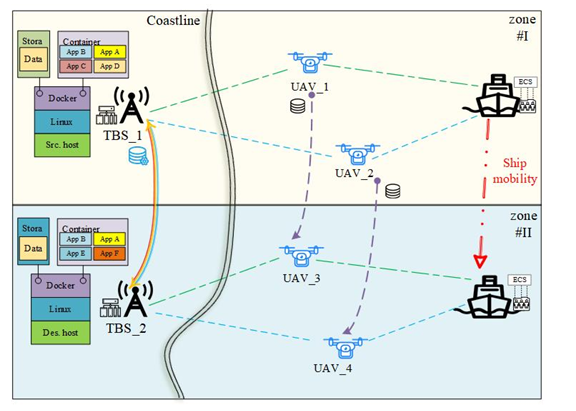 Coastline
zone
#I
Stora
Data
Container
App B
App A
App C
App D
Docker
Linux
Src. host
TBS_1
UAV_1
UAV_2
ECS
Ship
mobility
zone
#II
Stora
Data
Container
App B
App A
App E
App F
Docker
Linux
Des. host
TBS_2
UAV_3
UAV_4
ECS